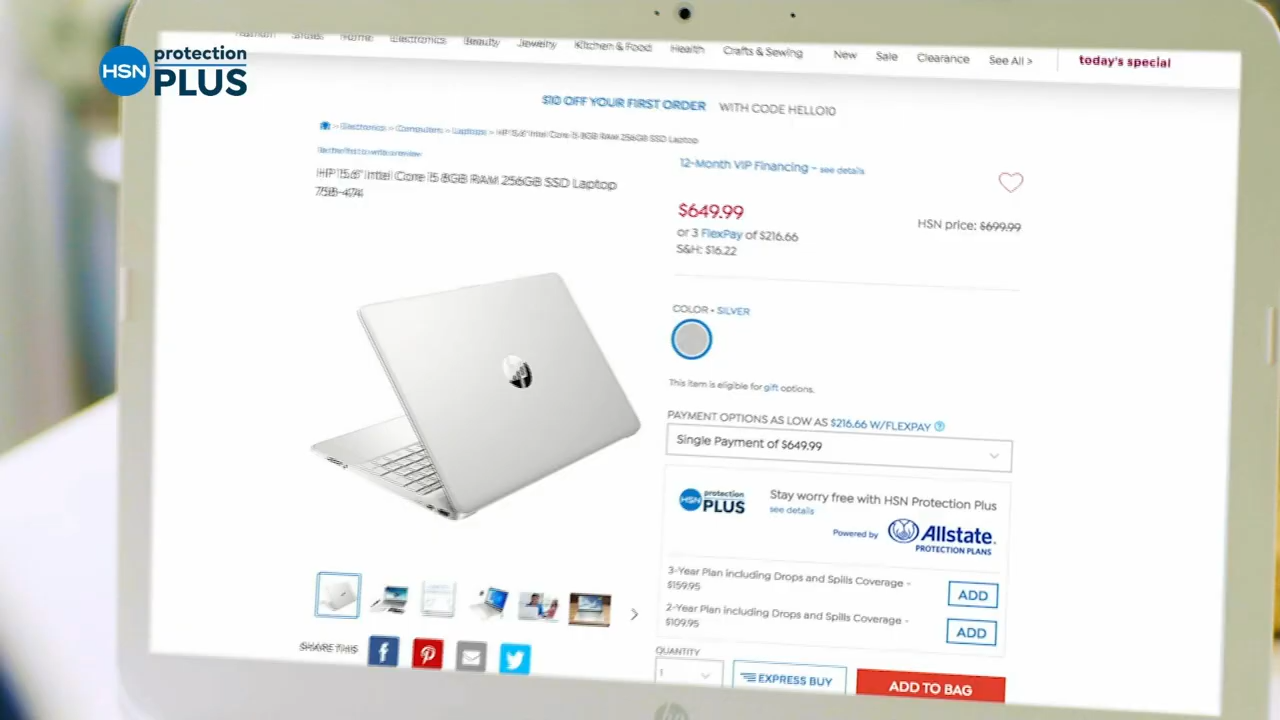 HSN protection
PLUS
Fashion Shoes Home Electronics Beauty Jewelry Kitchen & Food Health Crafts & Sewing New Sale Clearance See All > today's special
$10 OFF YOUR FIRST ORDER WITH CODE HELLO10
> Electronics > Computers > Laptops > HP 15.6" Intel Core i5 8GB RAM 256GB SSD Laptop
Be the first to write a review
HP 15.6" Intel Core i5 8GB RAM 256GB SSD Laptop
758-474
12-Month VIP Financing - see details
$649.99
HSN price: $699.99
or 3 FlexPay of $216.66
S&H: $16.22
COLOR • SILVER
This item is eligible for gift options.
PAYMENT OPTIONS AS LOW AS $216.66 W/FLEXPAY ?
Single Payment of $649.99
HSN protection
PLUS
Stay worry free with HSN Protection Plus
see details
Powered by Allstate.
PROTECTION PLANS
3-Year Plan including Drops and Spills Coverage -
$159.95
ADD
2-Year Plan including Drops and Spills Coverage -
$109.95
ADD
SHARE THIS
QUANTITY
1
EXPRESS BUY
ADD TO BAG
hp